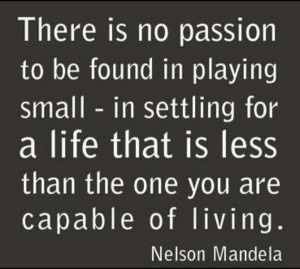 There is no passion
to be found in playing
small - in settling for
a life that is less
than the one you are
capable of living.
Nelson Mandela